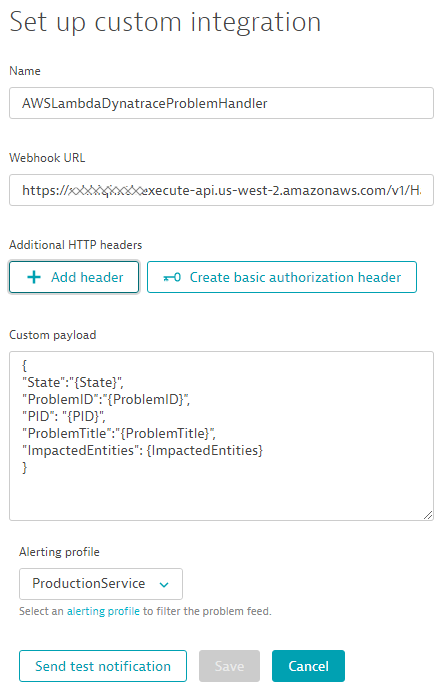 Set up custom integration
Name
AWSLambdaDynatraceProblemHandler
Webhook URL
https:// execute-api.us-west-2.amazonaws.com/v1/H
Additional HTTP headers
+ Add header
Create basic authorization header
Custom payload
{
"State":"{State}",
"ProblemID":"{ProblemID}",
"PID": "{PID}",
"ProblemTitle":"{ProblemTitle}",
"ImpactedEntities": {ImpactedEntities}
}
Alerting profile
ProductionService
Select an alerting profile to filter the problem feed.
Send test notification
Save
Cancel